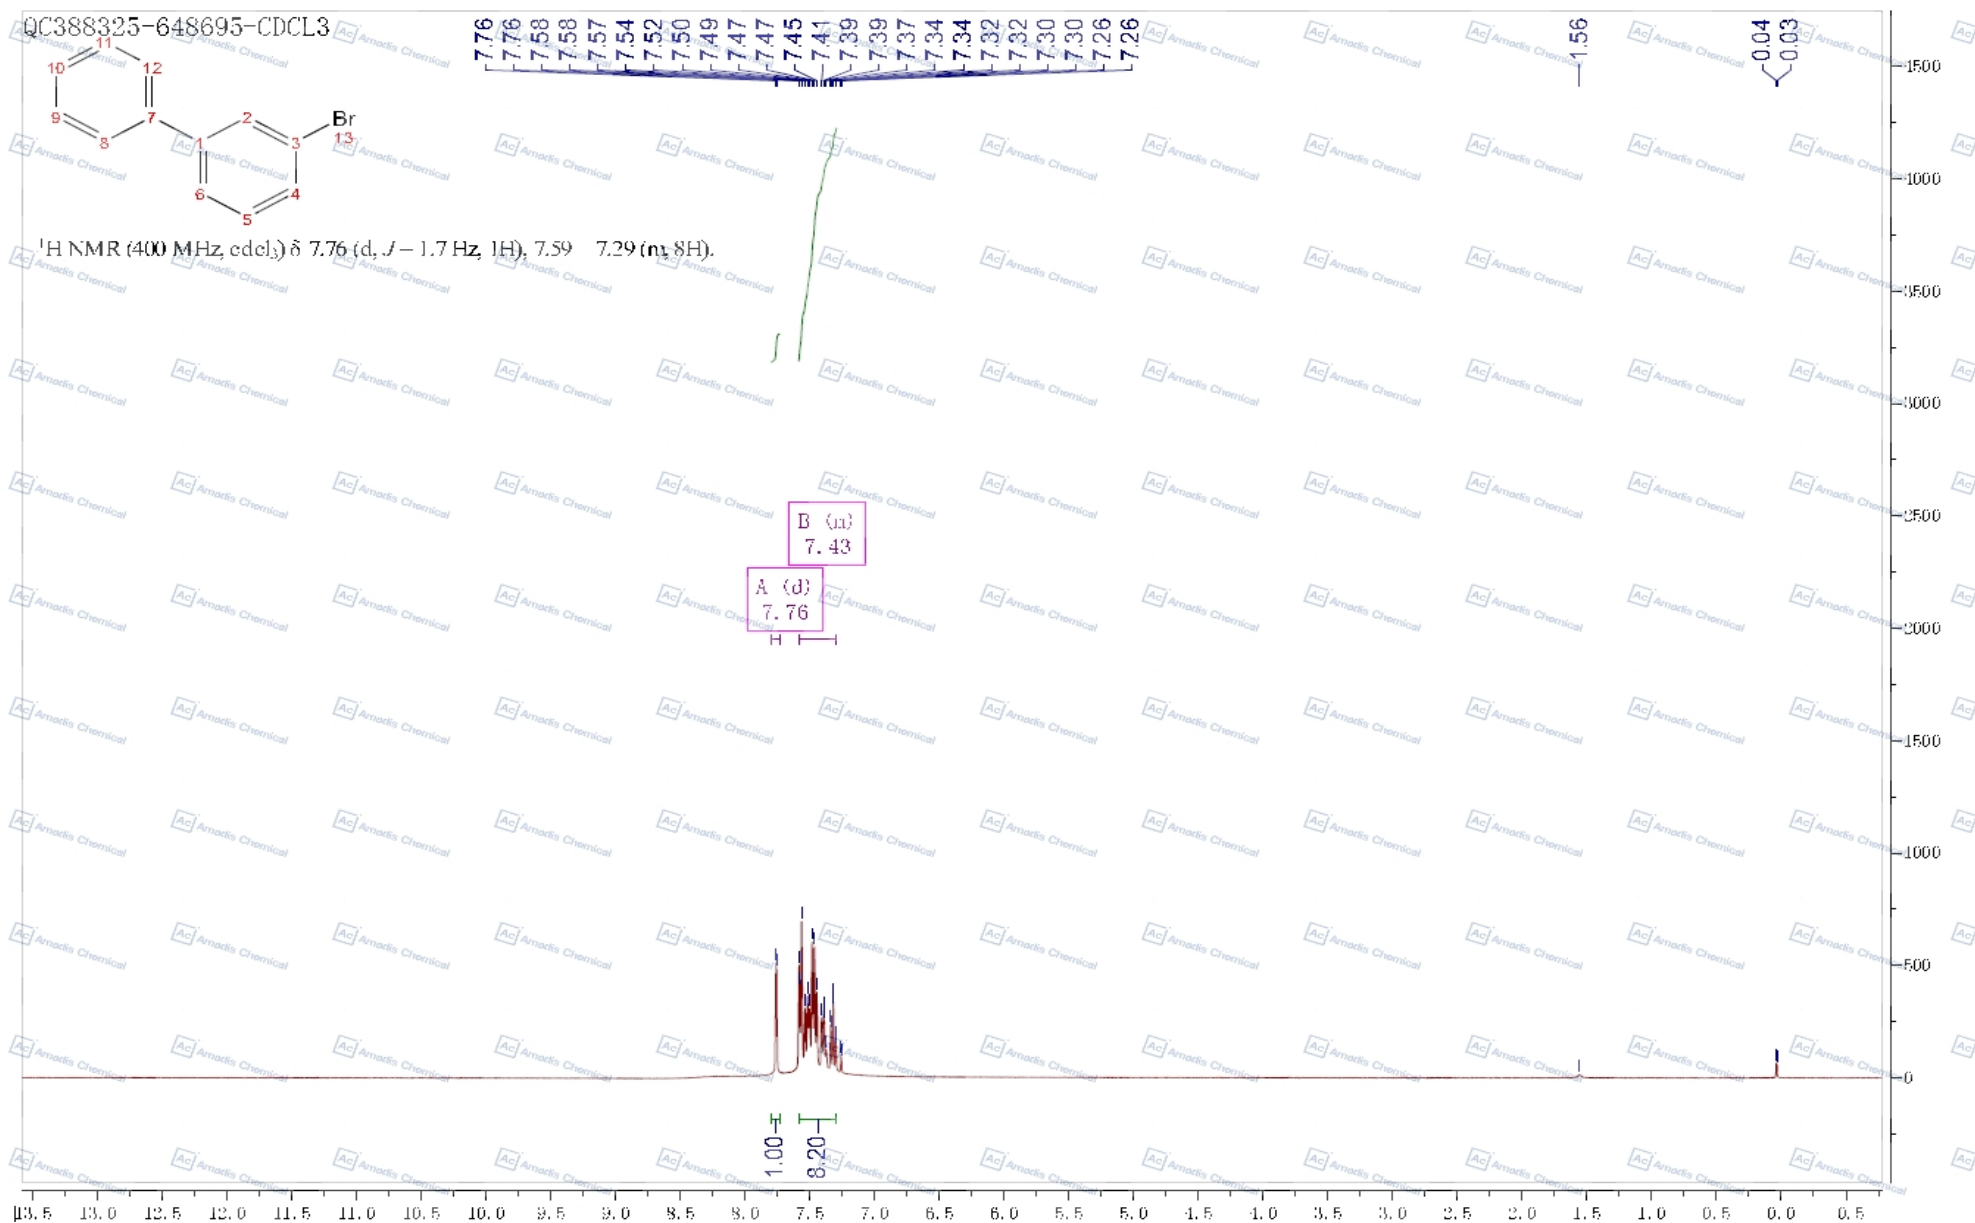 QC388325-648695-CDCL3
7.76 7.76 7.58 7.58 7.57 7.54 7.52 7.50 7.49 7.47 7.47 7.45 7.41 7.39 7.39 7.37 7.34 7.34 7.32 7.32 7.30 7.30 7.26 7.26
1.56
0.04 0.03
11
10 12
9 7 2 Br
8 1 3 13
6 4
5
¹H NMR (400 MHz, cdcl₃) δ 7.76 (d, J = 1.7 Hz, 1H), 7.59 7.29 (m, 8H).
B (m)
7.43
A (d)
7.76
4500
4000
3500
3000
2500
2000
1500
1000
500
0
1.00 8.20
13.5 13.0 12.5 12.0 11.5 11.0 10.5 10.0 9.5 9.0 8.5 8.0 7.5 7.0 6.5 6.0 5.5 5.0 4.5 4.0 3.5 3.0 2.5 2.0 1.5 1.0 0.5 0.0 0.5
Ac Amadis Chemical